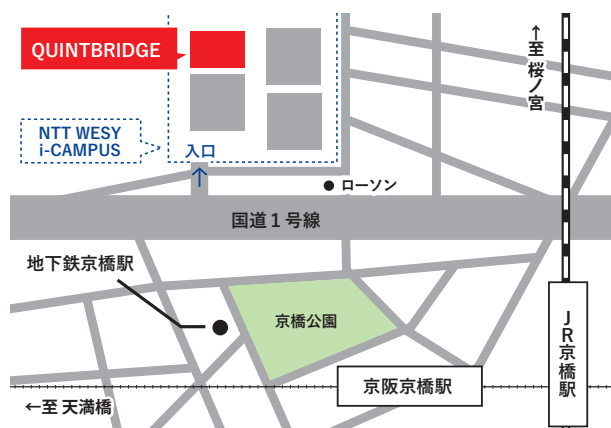 QUINTBRIDGE
↑至 桜ノ宮
NTT WESY
i-CAMPUS
入口
ローソン
国道1号線
地下鉄京橋駅
京橋公園
JR京橋駅
京阪京橋駅
←至 天満橋